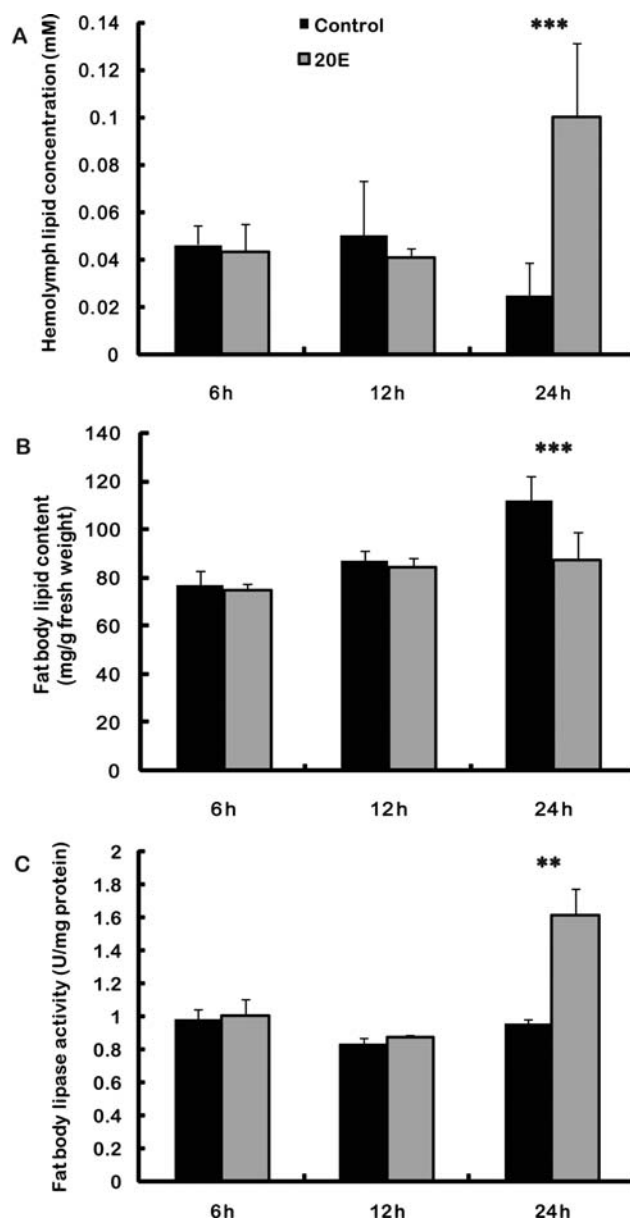 A
Hemolymph lipid concentration (mM)
0.14
0.12
0.1
0.08
0.06
0.04
0.02
0
Control
20E
***
6h
12h
24h
B
Fat body lipid content
(mg/g fresh weight)
140
120
100
80
60
40
20
0
***
6h
12h
24h
C
Fat body lipase activity (U/mg protein)
2
1.8
1.6
1.4
1.2
1
0.8
0.6
0.4
0.2
0
**
6h
12h
24h